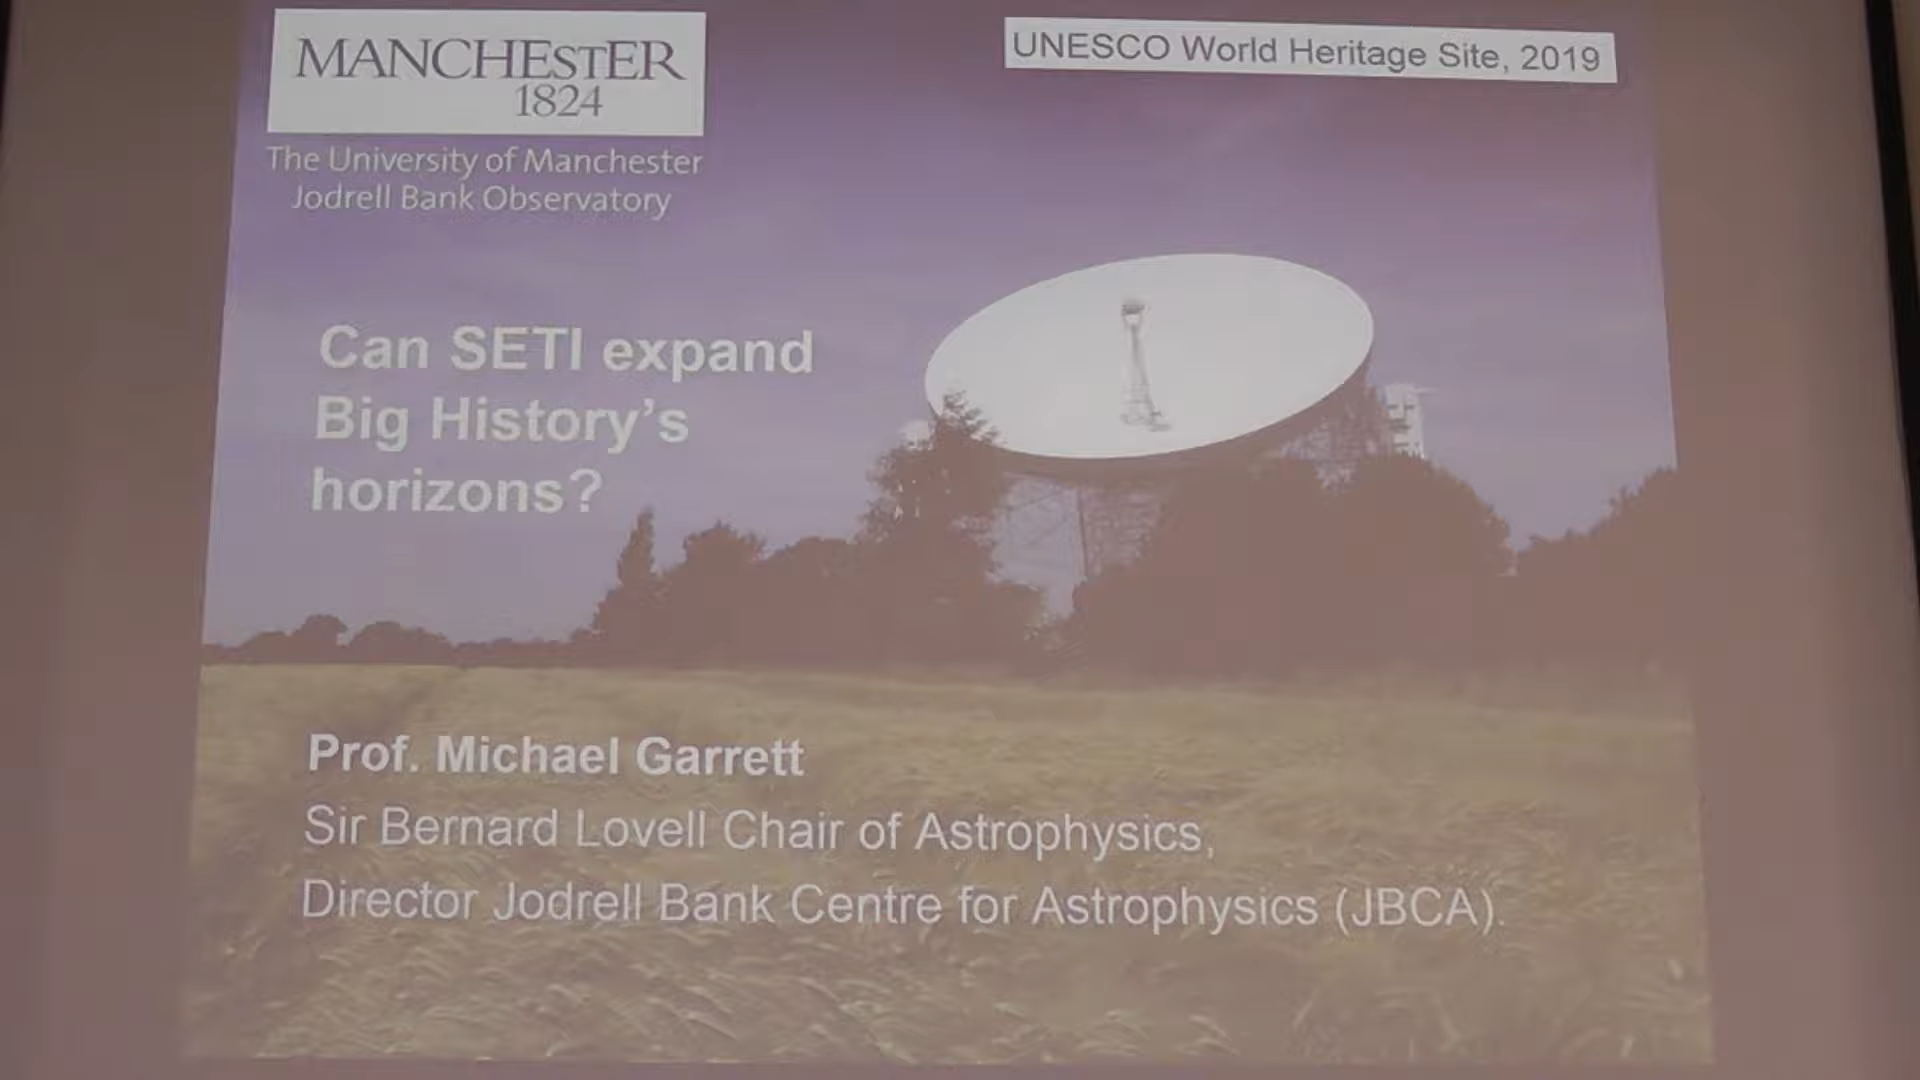 MANCHEsTER
1824
The University of Manchester
Jodrell Bank Observatory
UNESCO World Heritage Site, 2019
Can SETI expand
Big History's
horizons?
Prof. Michael Garrett
Sir Bernard Lovell Chair of Astrophysics,
Director Jodrell Bank Centre for Astrophysics (JBCA).